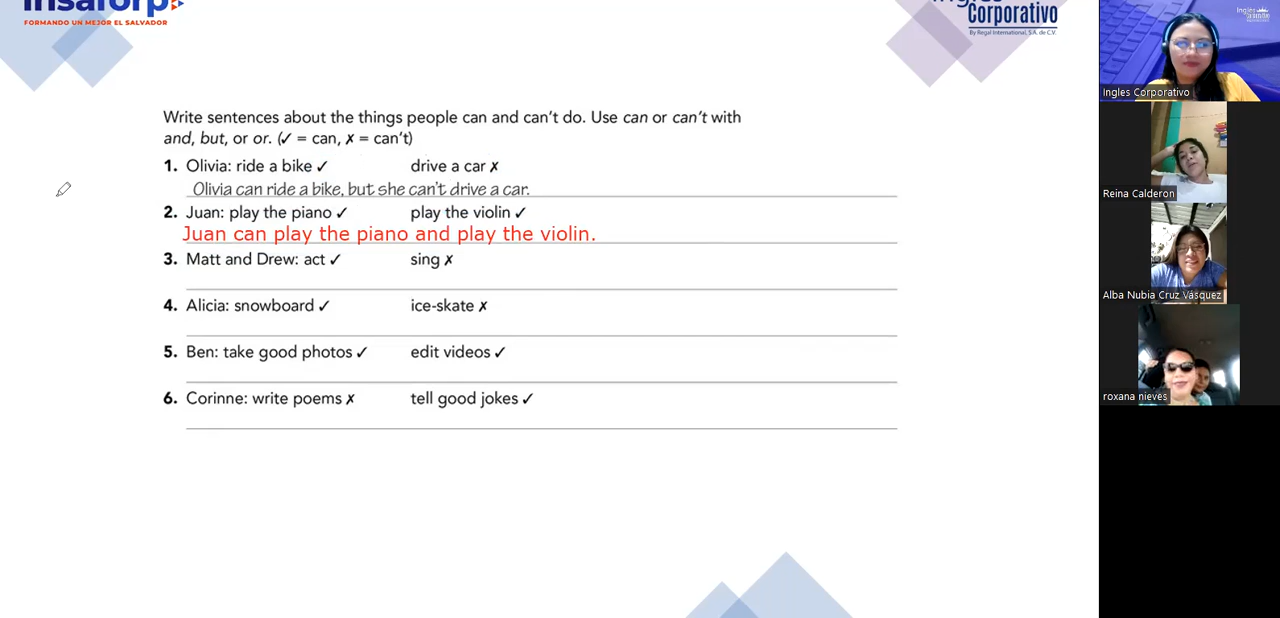 insaforp
FORMANDO UN MEJOR EL SALVADOR
Corporativo
By Regal International, S.A. de C.V.
Write sentences about the things people can and can't do. Use can or can't with
and, but, or or. (✓ = can, ✗ = can't)
1. Olivia: ride a bike ✓ drive a car ✗
Olivia can ride a bike, but she can't drive a car.
2. Juan: play the piano ✓ play the violin ✓
Juan can play the piano and play the violin.
3. Matt and Drew: act ✓ sing ✗
4. Alicia: snowboard ✓ ice-skate ✗
5. Ben: take good photos ✓ edit videos ✓
6. Corinne: write poems ✗ tell good jokes ✓
Ingles Corporativo
Reina Calderon
Alba Nubia Cruz Vásquez
roxana nieves